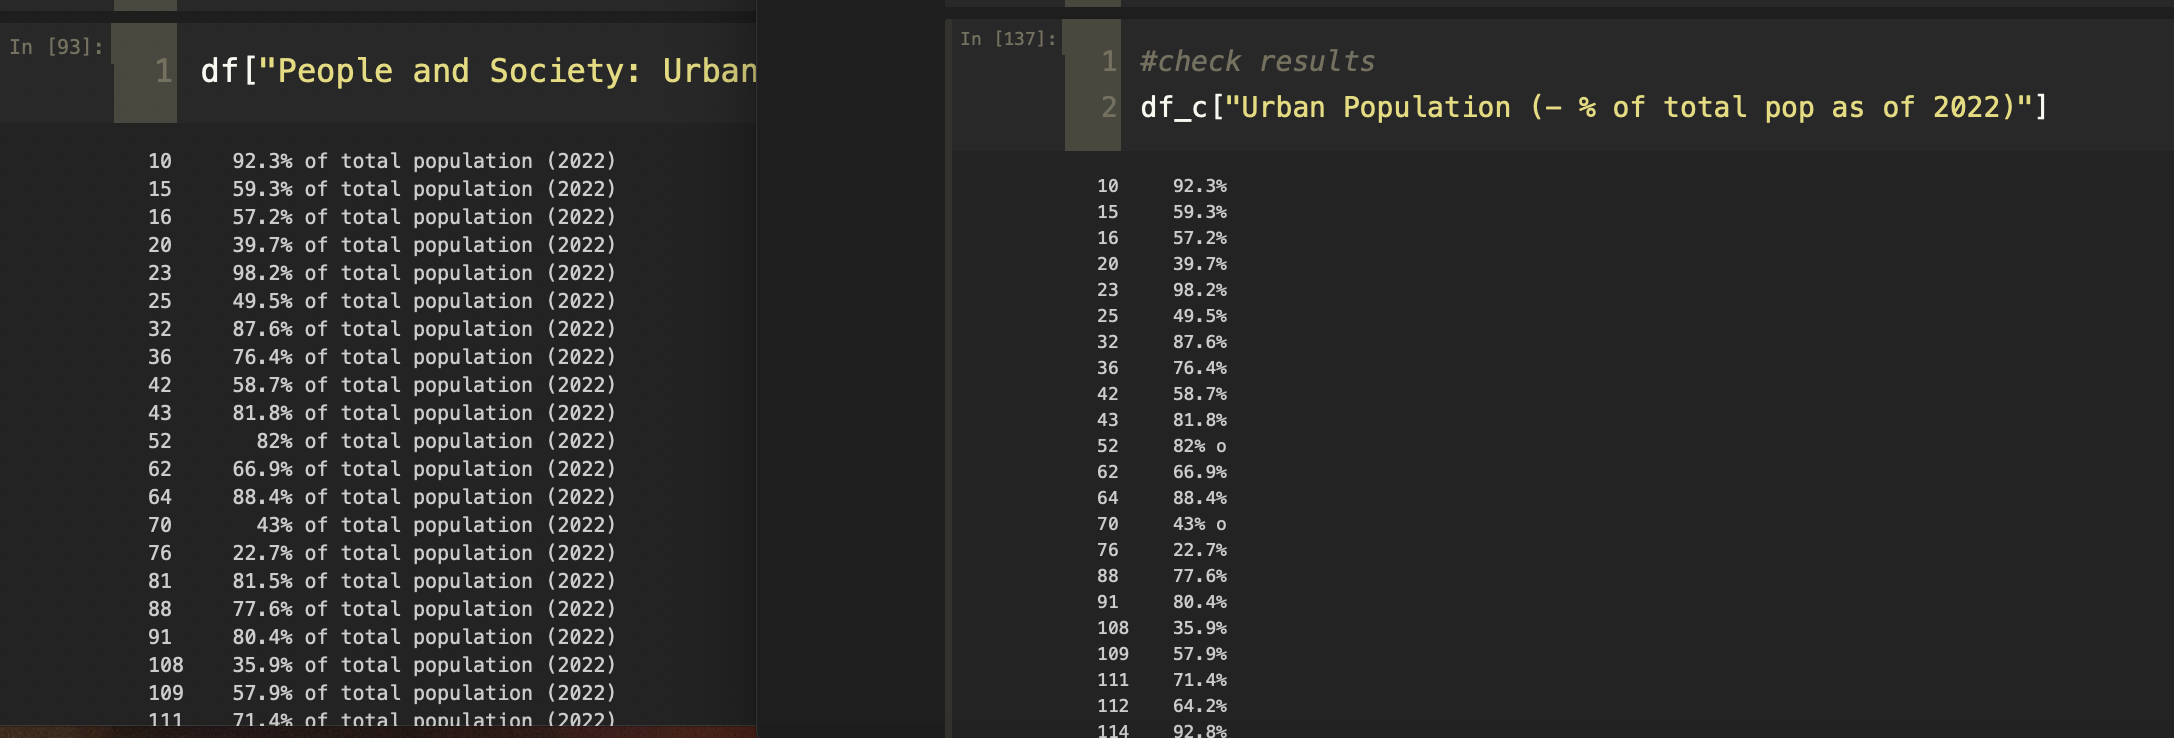 In [93]:
1 df["People and Society: Urban
10 92.3% of total population (2022)
15 59.3% of total population (2022)
16 57.2% of total population (2022)
20 39.7% of total population (2022)
23 98.2% of total population (2022)
25 49.5% of total population (2022)
32 87.6% of total population (2022)
36 76.4% of total population (2022)
42 58.7% of total population (2022)
43 81.8% of total population (2022)
52 82% of total population (2022)
62 66.9% of total population (2022)
64 88.4% of total population (2022)
70 43% of total population (2022)
76 22.7% of total population (2022)
81 81.5% of total population (2022)
88 77.6% of total population (2022)
91 80.4% of total population (2022)
108 35.9% of total population (2022)
109 57.9% of total population (2022)
111 71.4% of total population (2022)
In [137]:
1 #check results
2 df_c["Urban Population (- % of total pop as of 2022)"]
10 92.3%
15 59.3%
16 57.2%
20 39.7%
23 98.2%
25 49.5%
32 87.6%
36 76.4%
42 58.7%
43 81.8%
52 82% o
62 66.9%
64 88.4%
70 43% o
76 22.7%
88 77.6%
91 80.4%
108 35.9%
109 57.9%
111 71.4%
112 64.2%
114 92.8%